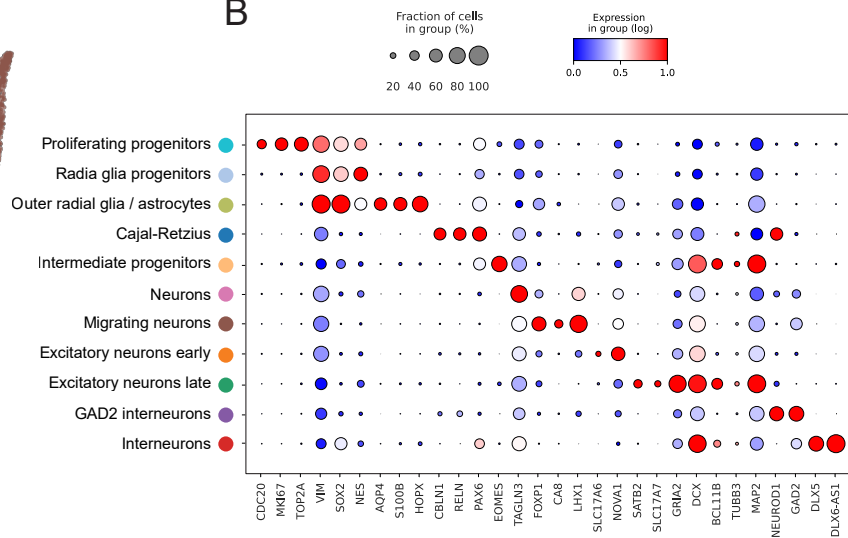 B
Fraction of cells
in group (%)
20 40 60 80 100
Expression
in group (log)
0.0 0.5 1.0
Proliferating progenitors
Radia glia progenitors
Outer radial glia / astrocytes
Cajal-Retzius
Intermediate progenitors
Neurons
Migrating neurons
Excitatory neurons early
Excitatory neurons late
GAD2 interneurons
Interneurons
CDC20
MKI67
TOP2A
VIM
SOX2
NES
AQP4
S100B
HOPX
CBLN1
RELN
PAX6
EOMES
TAGLN3
FOXP1
CA8
LHX1
SLC17A6
NOVA1
SATB2
SLC17A7
GRIA2
DCX
BCL11B
TUBB3
MAP2
NEUROD1
GAD2
DLX5
DLX6-AS1